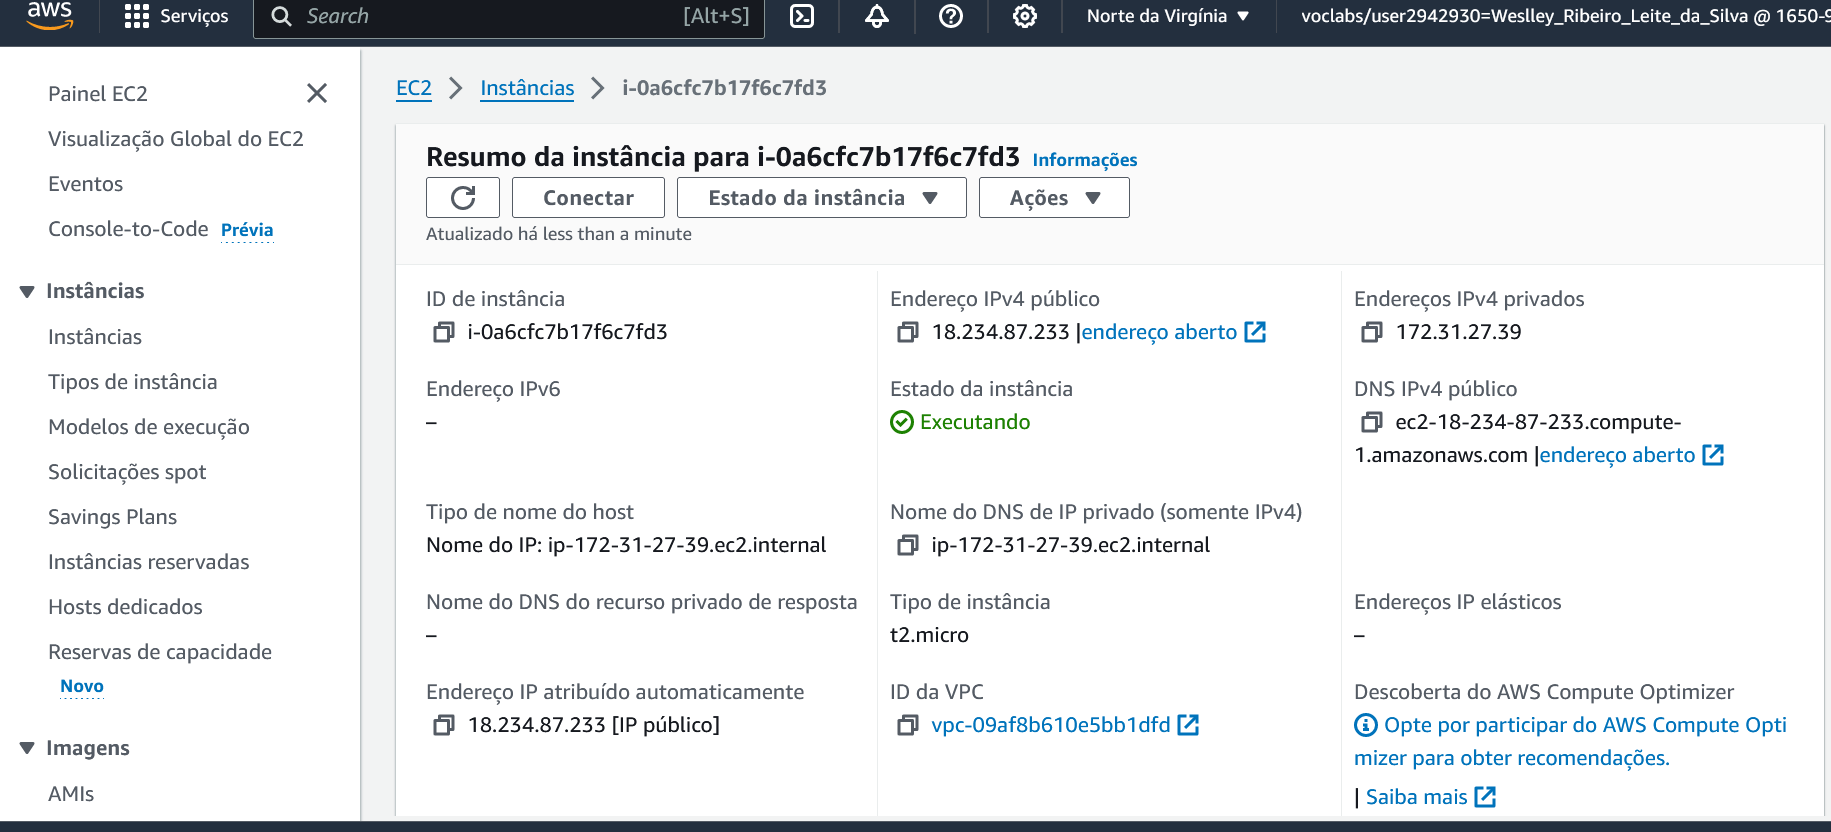 aws
Serviços
Search
[Alt+S]
Norte da Virgínia
voclabs/user2942930=Weslley_Ribeiro_Leite_da_Silva @ 1650-9
Painel EC2
Visualização Global do EC2
Eventos
Console-to-Code Prévia
Instâncias
Instâncias
Tipos de instância
Modelos de execução
Solicitações spot
Savings Plans
Instâncias reservadas
Hosts dedicados
Reservas de capacidade
Novo
Imagens
AMIs
EC2 > Instâncias > i-0a6cfc7b17f6c7fd3
Resumo da instância para i-0a6cfc7b17f6c7fd3 Informações
Conectar
Estado da instância
Ações
Atualizado há less than a minute
ID de instância
i-0a6cfc7b17f6c7fd3
Endereço IPv4 público
18.234.87.233 |endereço aberto
Endereços IPv4 privados
172.31.27.39
Endereço IPv6
–
Estado da instância
Executando
DNS IPv4 público
ec2-18-234-87-233.compute-
1.amazonaws.com |endereço aberto
Tipo de nome do host
Nome do IP: ip-172-31-27-39.ec2.internal
Nome do DNS de IP privado (somente IPv4)
ip-172-31-27-39.ec2.internal
Nome do DNS do recurso privado de resposta
–
Tipo de instância
t2.micro
Endereços IP elásticos
–
Endereço IP atribuído automaticamente
18.234.87.233 [IP público]
ID da VPC
vpc-09af8b610e5bb1dfd
Descoberta do AWS Compute Optimizer
Opte por participar do AWS Compute Opti
mizer para obter recomendações.
| Saiba mais